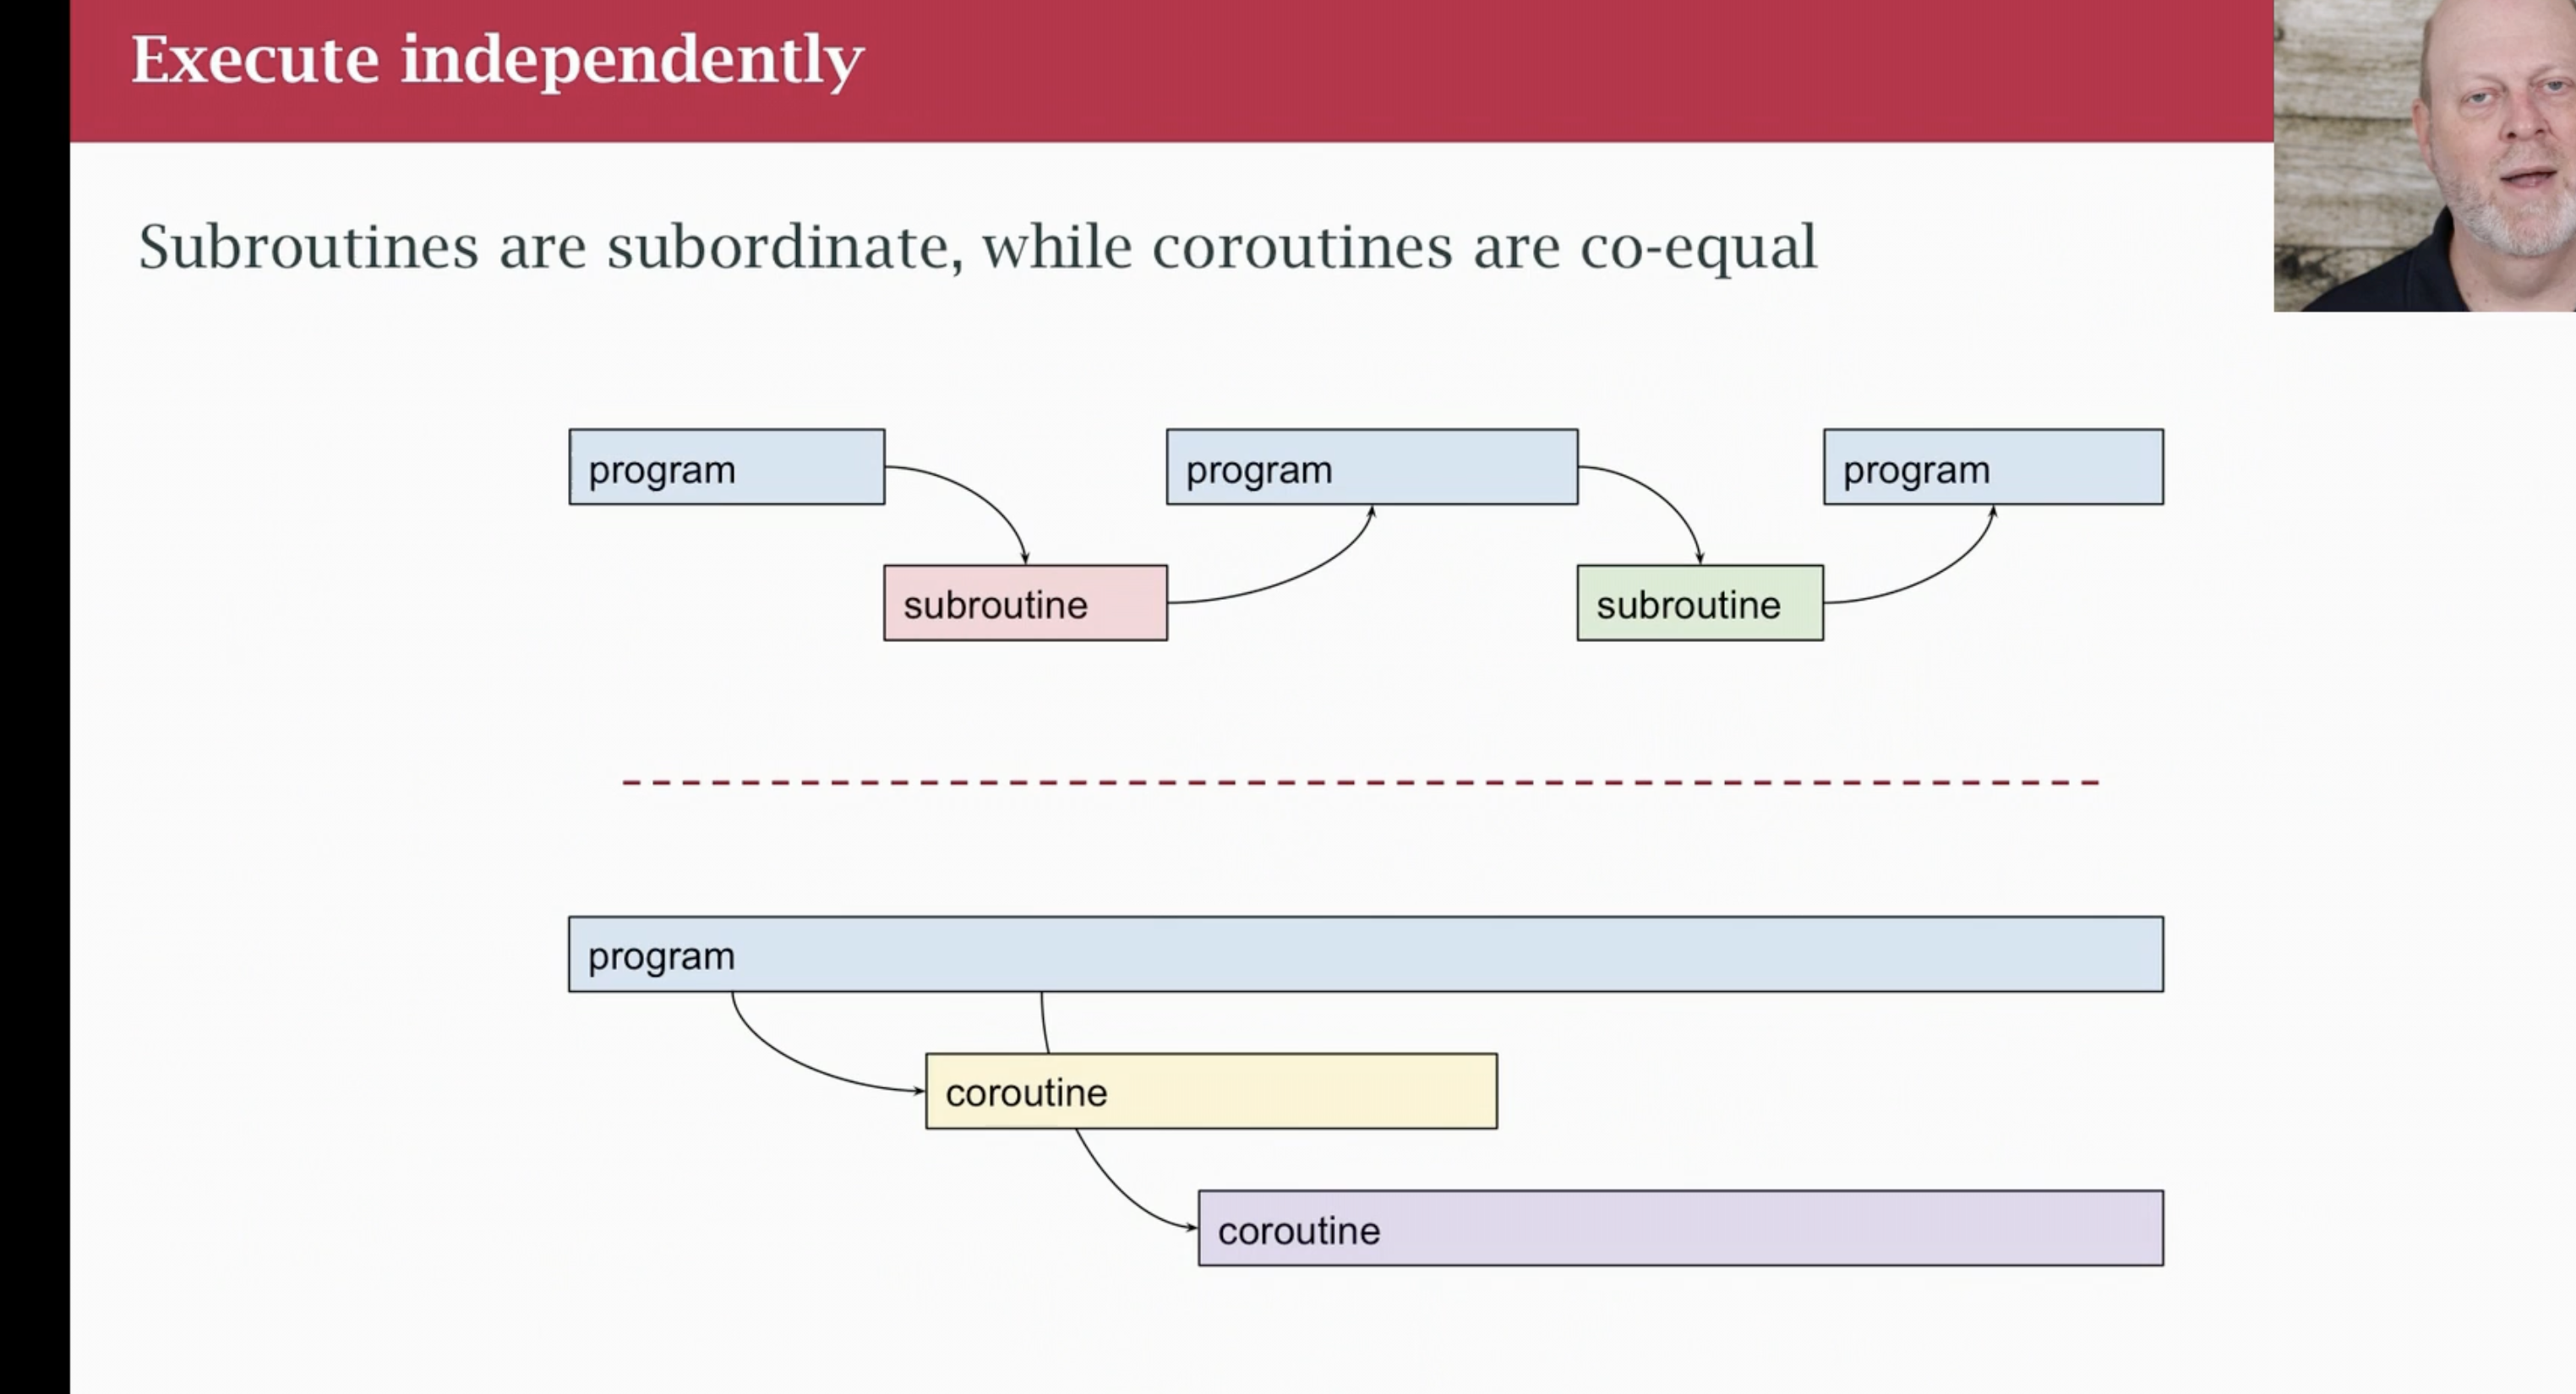 Execute independently
Subroutines are subordinate, while coroutines are co-equal
program
program
program
subroutine
subroutine
program
coroutine
coroutine